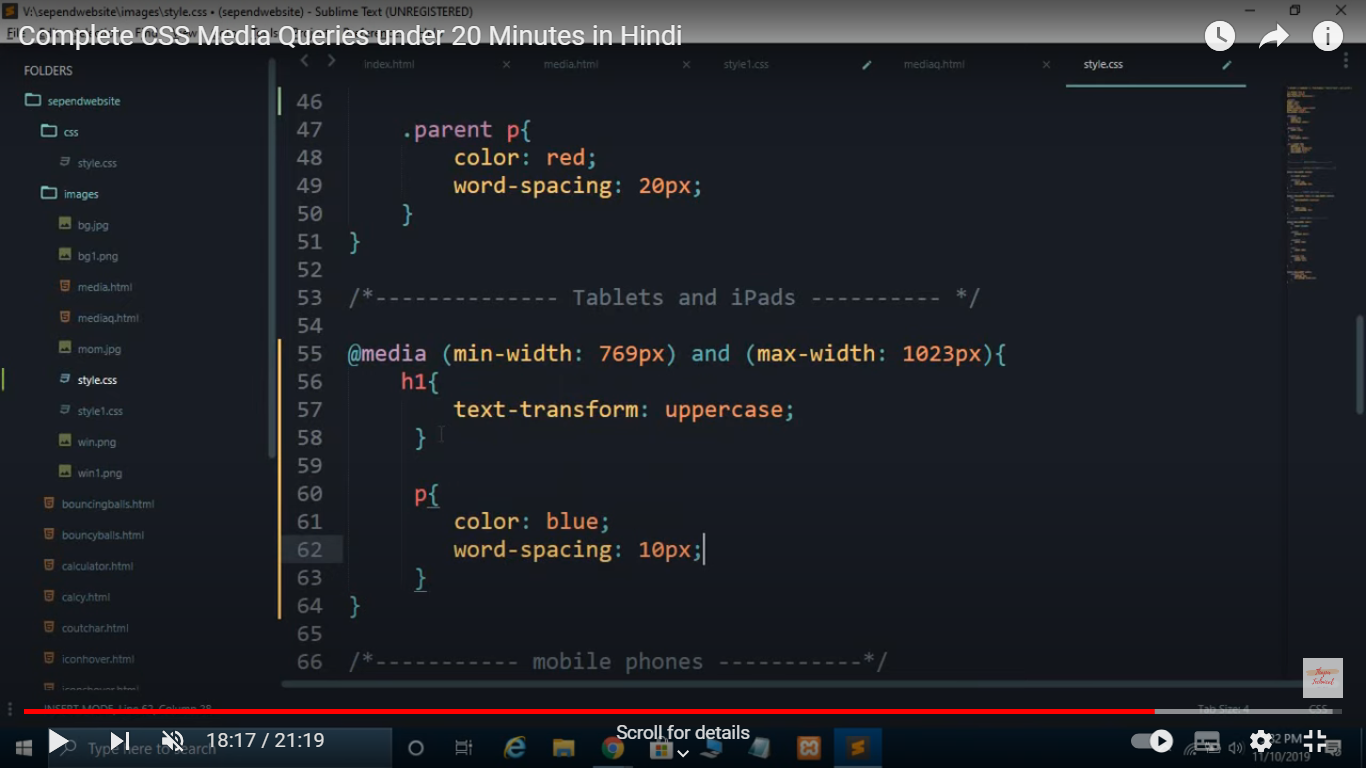 V:\sependwebsite\images\style.css • (sependwebsite) - Sublime Text (UNREGISTERED)
Complete CSS Media Queries under 20 Minutes in Hindi
FOLDERS
sependwebsite
css
style.css
images
bg.jpg
bg1.png
media.html
mediaq.html
mom.jpg
style.css
style1.css
win.png
win1.png
bouncingballs.html
bouncyballs.html
calculator.html
calcy.html
coutchar.html
iconhover.html
index.html
media.html
style1.css
mediaq.html
style.css
46
47 .parent p{
48 color: red;
49 word-spacing: 20px;
50 }
51 }
52
53 /*-------------- Tablets and iPads ---------- */
54
55 @media (min-width: 769px) and (max-width: 1023px){
56 h1{
57 text-transform: uppercase;
58 }
59
60 p{
61 color: blue;
62 word-spacing: 10px;
63 }
64 }
65
66 /*----------- mobile phones -----------*/
INSERT MODE, Line 62, Column 28
Tab Size: 4
CSS
Type here to search
18:17 / 21:19
Scroll for details
11/10/2019